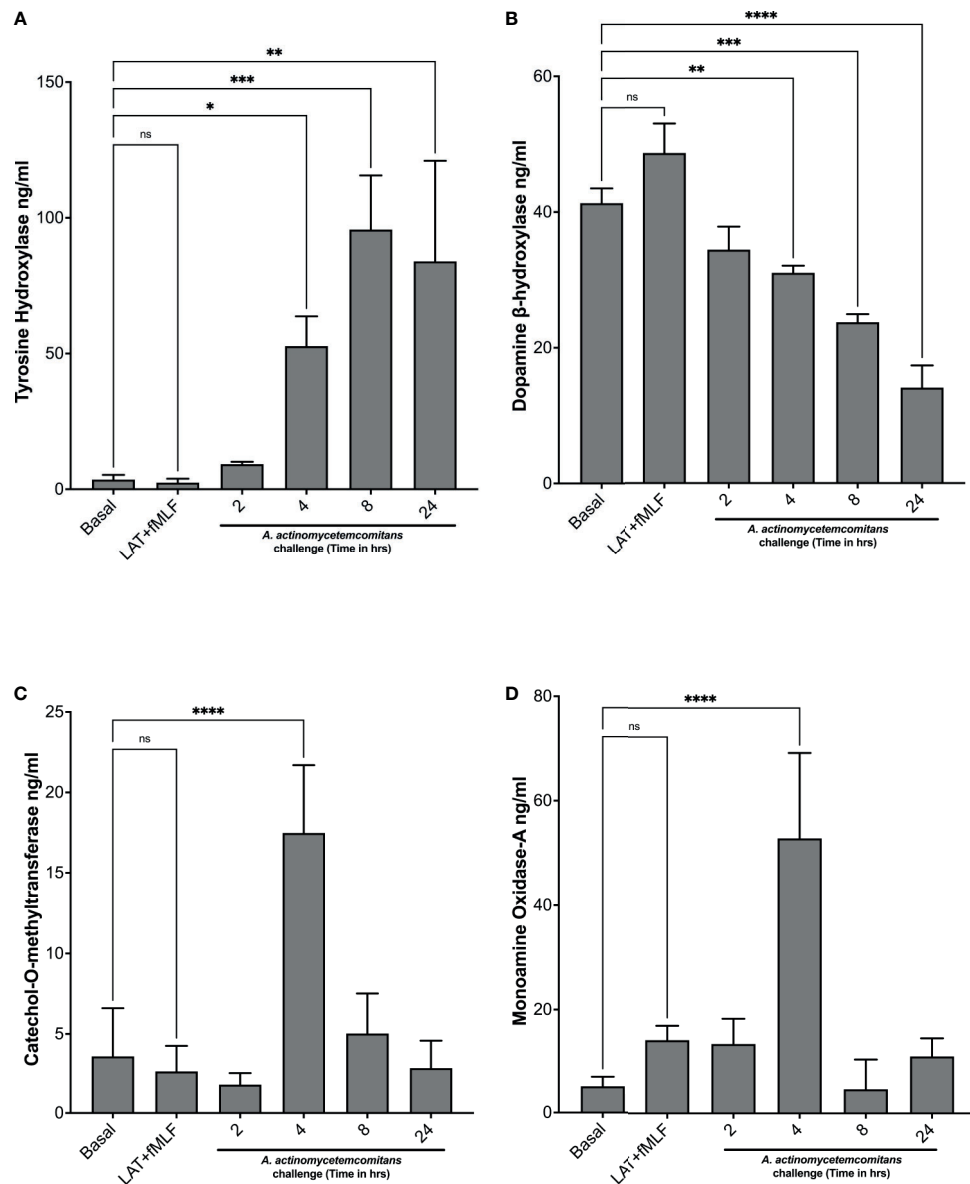 A
**
***
*
ns
150
100
50
0
Tyrosine Hydroxylase ng/ml
Basal
LAT+fMLF
2
4
8
24
A. actinomycetemcomitans
challenge (Time in hrs)
B
****
***
**
ns
60
40
20
0
Dopamine β-hydroxylase ng/ml
Basal
LAT+fMLF
2
4
8
24
A. actinomycetemcomitans
challenge (Time in hrs)
C
****
ns
25
20
15
10
5
0
Catechol-O-methyltransferase ng/ml
Basal
LAT+fMLF
2
4
8
24
A. actinomycetemcomitans
challenge (Time in hrs)
D
****
ns
80
60
40
20
0
Monoamine Oxidase-A ng/ml
Basal
LAT+fMLF
2
4
8
24
A. actinomycetemcomitans
challenge (Time in hrs)